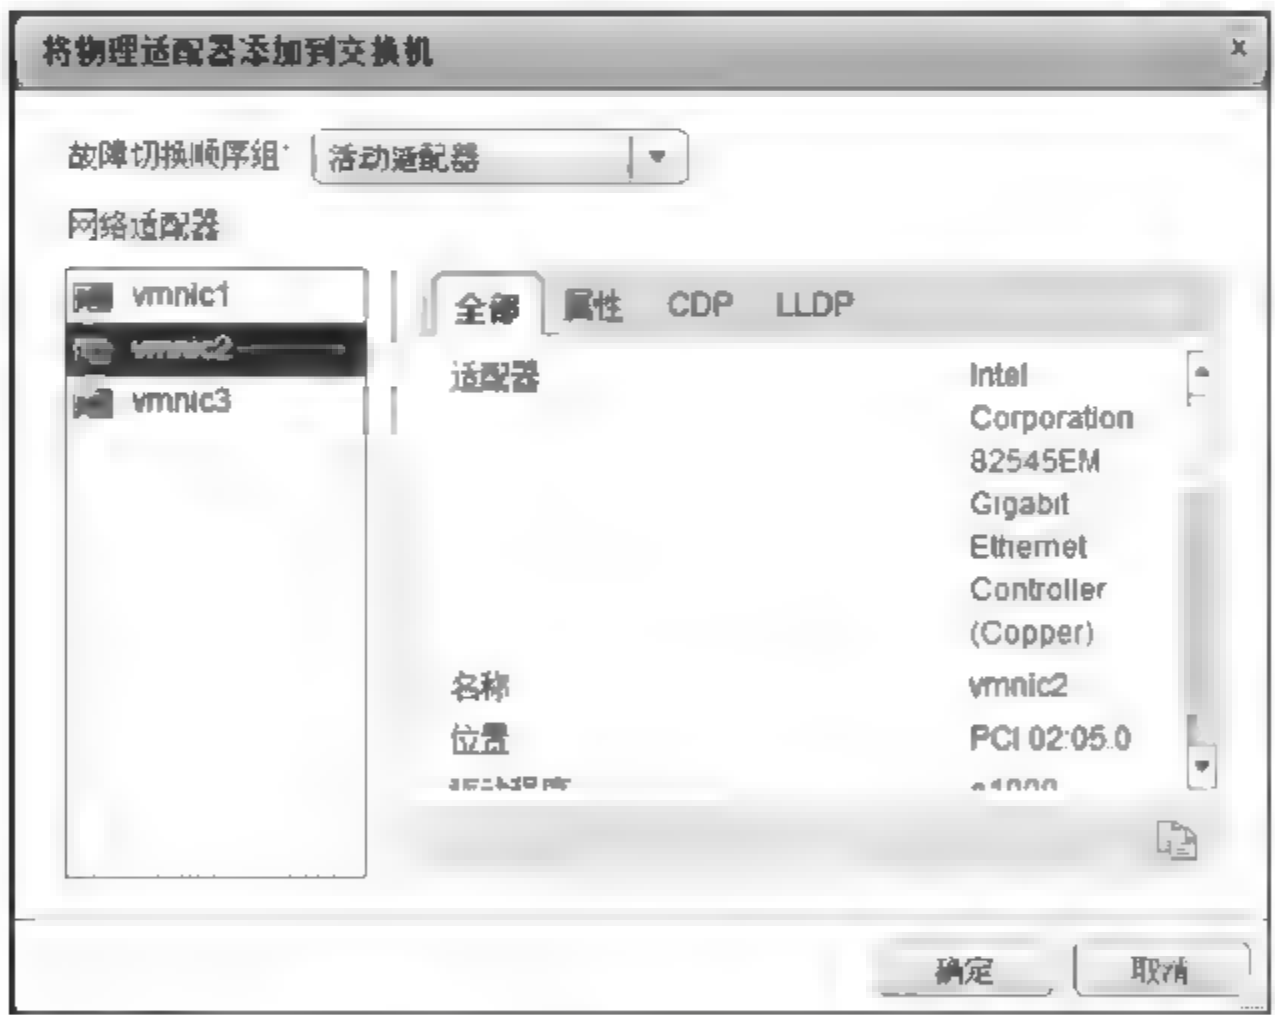 将物理适配器添加到交换机
故障切换顺序组: 活动适配器
网络适配器
vmnic1
vmnic2
vmnic3
全部 属性 CDP LLDP
适配器 Intel
Corporation
82545EM
Gigabit
Ethernet
Controller
(Copper)
名称 vmnic2
位置 PCI 02:05.0
e1000
确定 取消